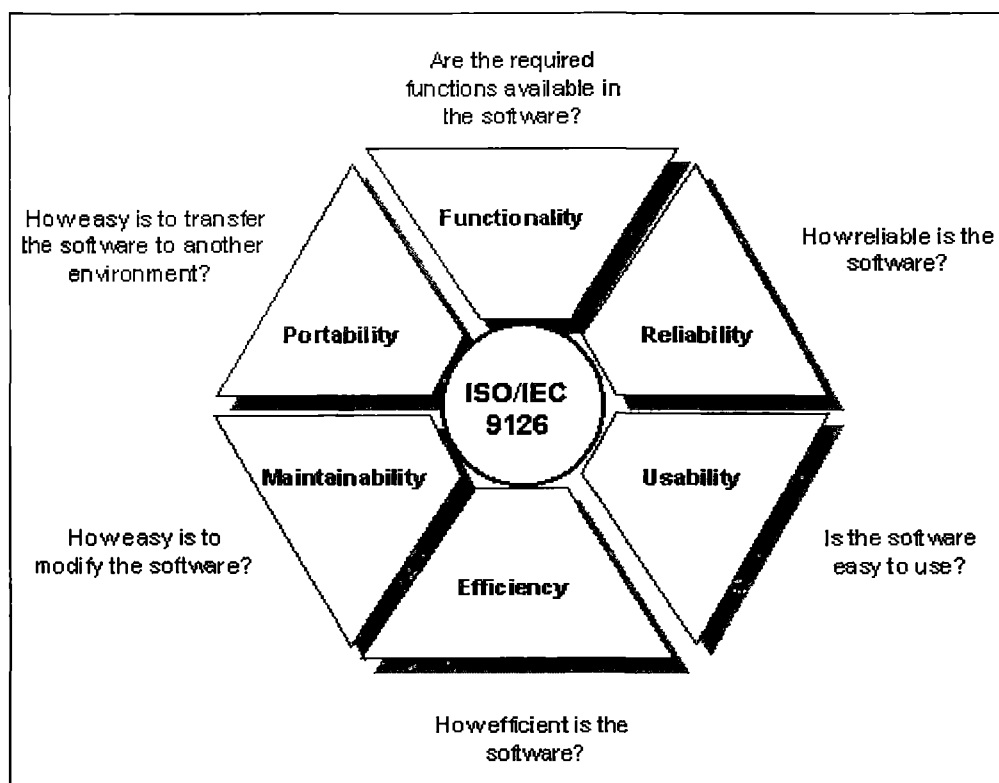 Are the required
functions available in
the software?
Functionality
How easy is to transfer
the software to another
environment?
How reliable is the
software?
Portability
Reliability
ISO/IEC
9126
Maintainability
Usability
How easy is to
modify the software?
Is the software
easy to use?
Efficiency
How efficient is the
software?